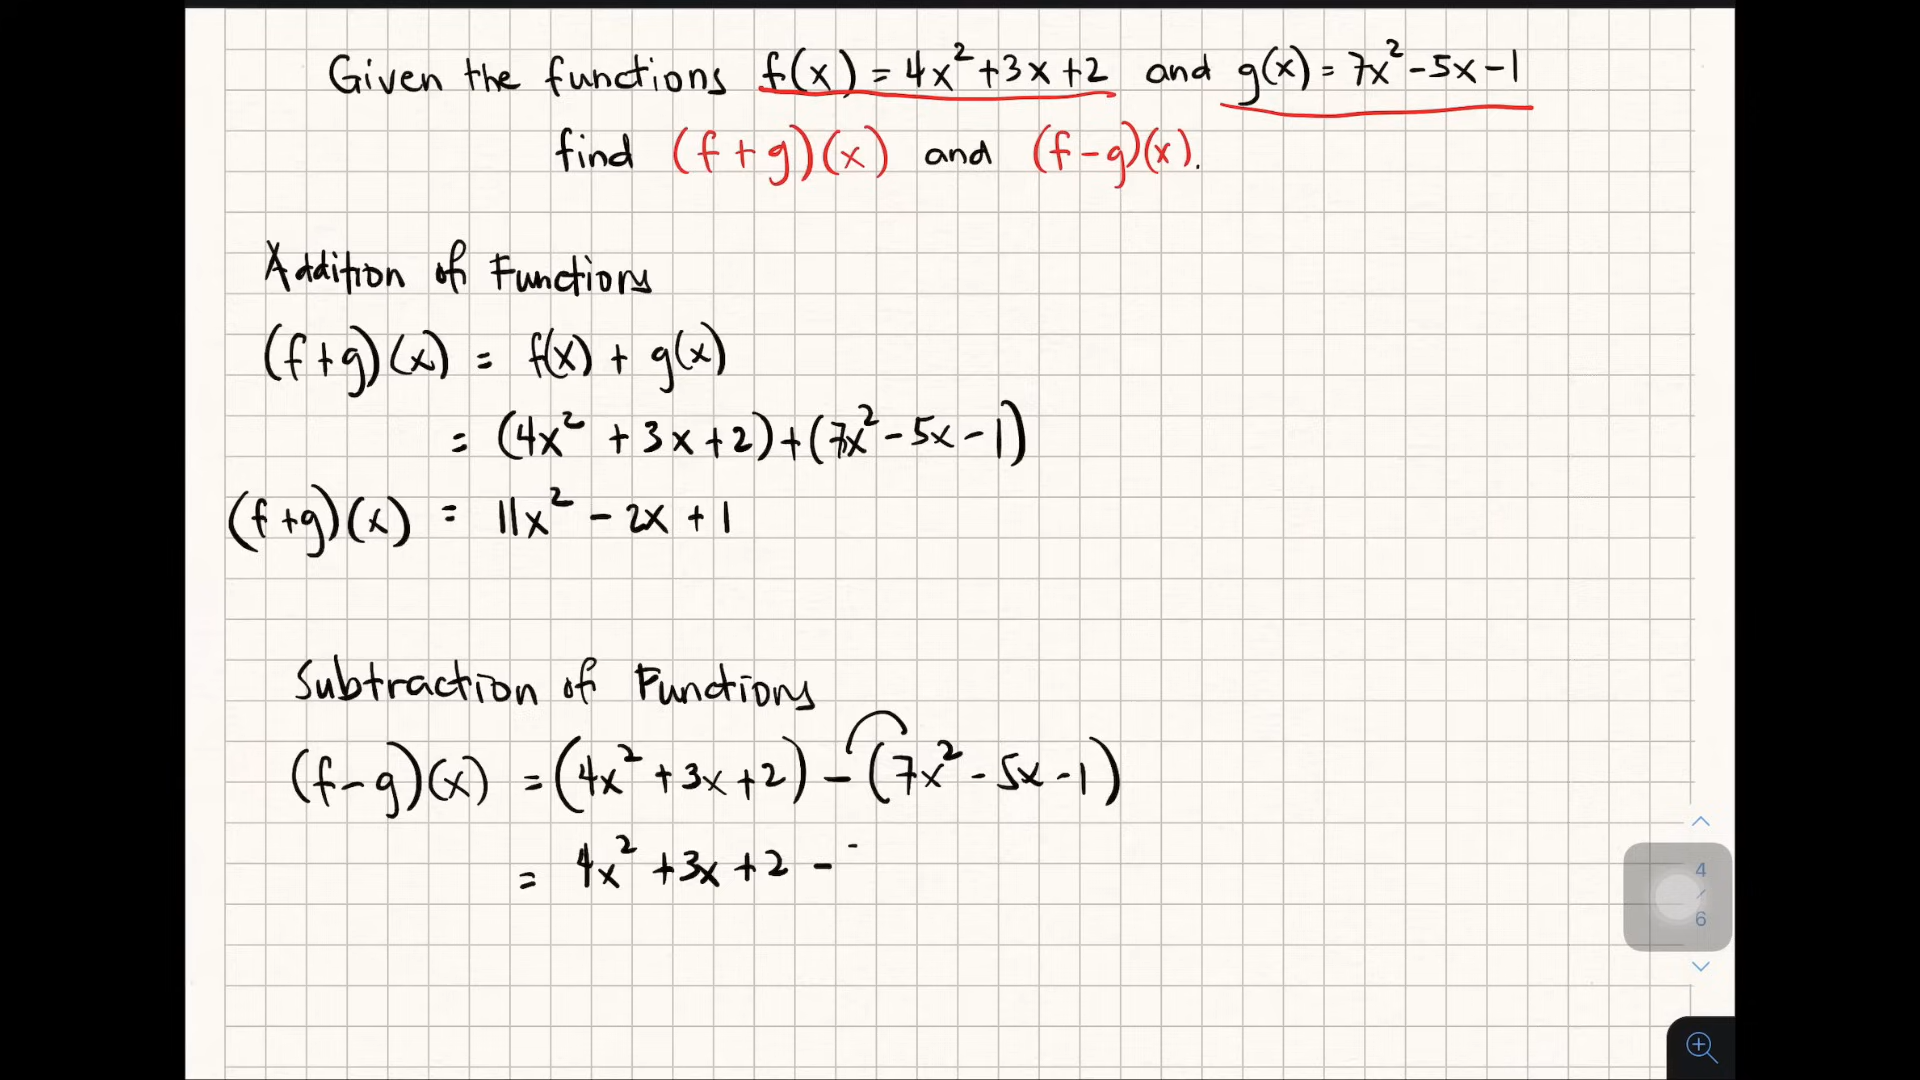 Given the functions f(x) = 4x² + 3x + 2 and g(x) = 7x² - 5x - 1
find (f + g)(x) and (f - g)(x).
Addition of Functions
(f + g)(x) = f(x) + g(x)
= (4x² + 3x + 2) + (7x² - 5x - 1)
(f + g)(x) = 11x² - 2x + 1
Subtraction of Functions
(f - g)(x) = (4x² + 3x + 2) - (7x² - 5x - 1)
= 4x² + 3x + 2 -
4
/
6